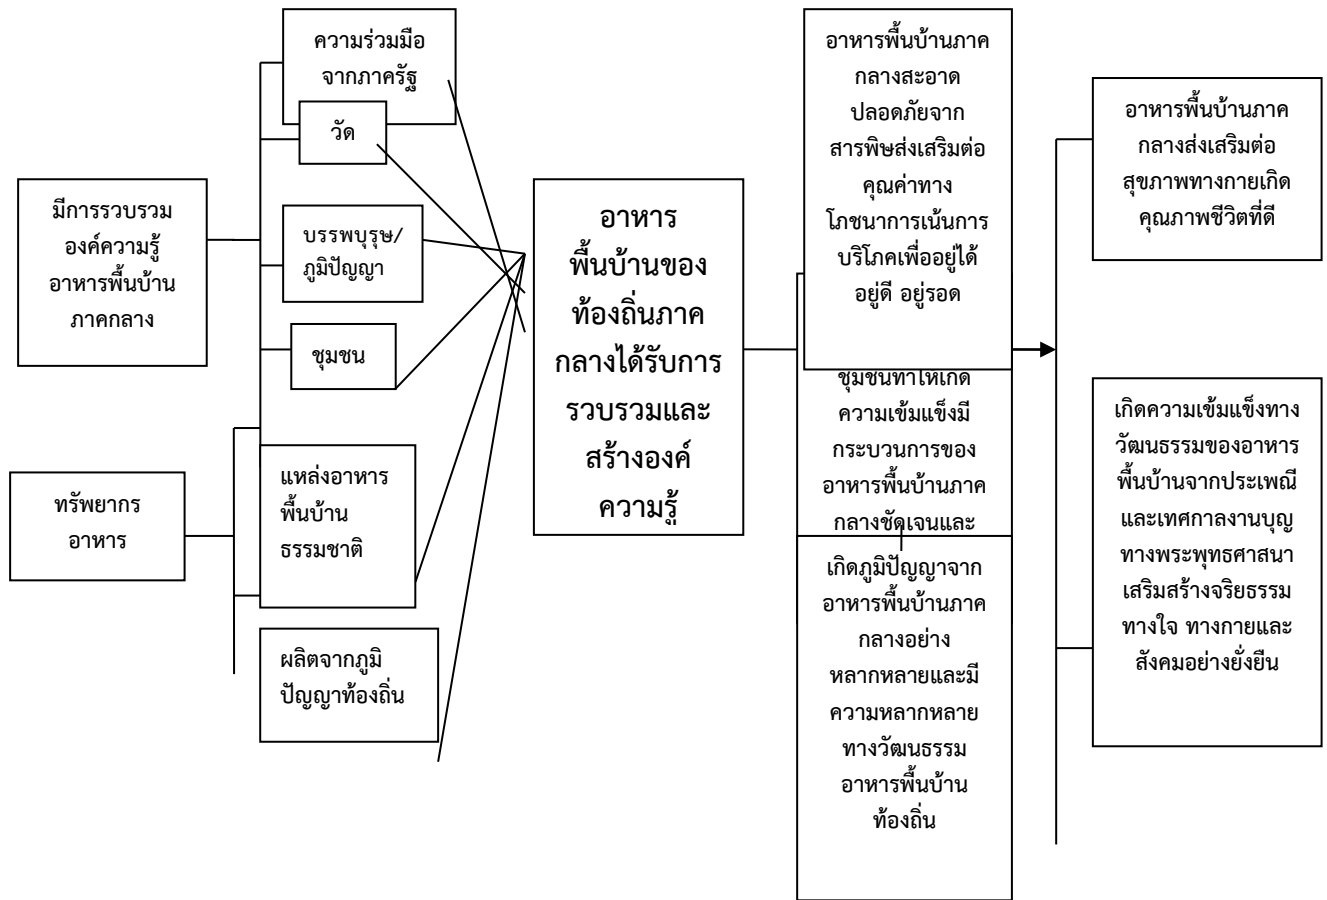 ความร่วมมือ
จากภาครัฐ
วัด
มีการรวบรวม
องค์ความรู้
อาหารพื้นบ้าน
ภาคกลาง
บรรพบุรุษ/
ภูมิปัญญา
ชุมชน
ทรัพยากร
อาหาร
แหล่งอาหาร
พื้นบ้าน
ธรรมชาติ
ผลิตจากภูมิ
ปัญญาท้องถิ่น
อาหาร
พื้นบ้านของ
ท้องถิ่นภาค
กลางได้รับการ
รวบรวมและ
สร้างองค์
ความรู้
อาหารพื้นบ้านภาค
กลางสะอาด
ปลอดภัยจาก
สารพิษส่งเสริมต่อ
คุณค่าทาง
โภชนาการเน้นการ
บริโภคเพื่ออยู่ได้
อยู่ดี อยู่รอด
ชุมชนทำให้เกิด
ความเข้มแข็งมี
กระบวนการของ
อาหารพื้นบ้านภาค
กลางชัดเจนและ
เกิดภูมิปัญญาจาก
อาหารพื้นบ้านภาค
กลางอย่าง
หลากหลายและมี
ความหลากหลาย
ทางวัฒนธรรม
อาหารพื้นบ้าน
ท้องถิ่น
อาหารพื้นบ้านภาค
กลางส่งเสริมต่อ
สุขภาพทางกายเกิด
คุณภาพชีวิตที่ดี
เกิดความเข้มแข็งทาง
วัฒนธรรมของอาหาร
พื้นบ้านจากประเพณี
และเทศกาลงานบุญ
ทางพระพุทธศาสนา
เสริมสร้างจริยธรรม
ทางใจ ทางกายและ
สังคมอย่างยั่งยืน